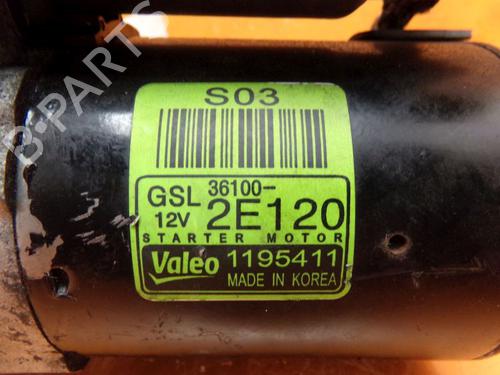 S03
GSL 36100-
12V 2E120
STARTER MOTOR
Valeo 1195411
MADE IN KOREA
B-PARTS